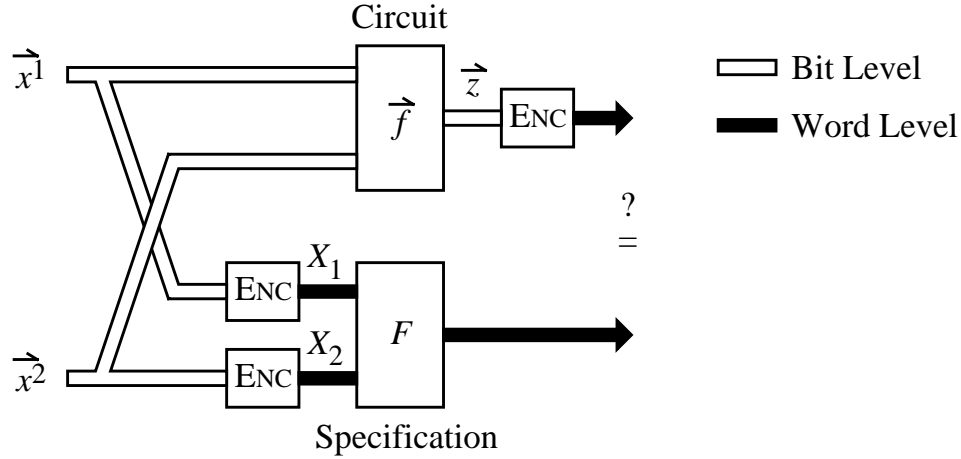 Circuit
x⃗1
f⃗
z⃗
ENC
Bit Level
Word Level
?
=
ENC
X1
F
x⃗2
ENC
X2
Specification